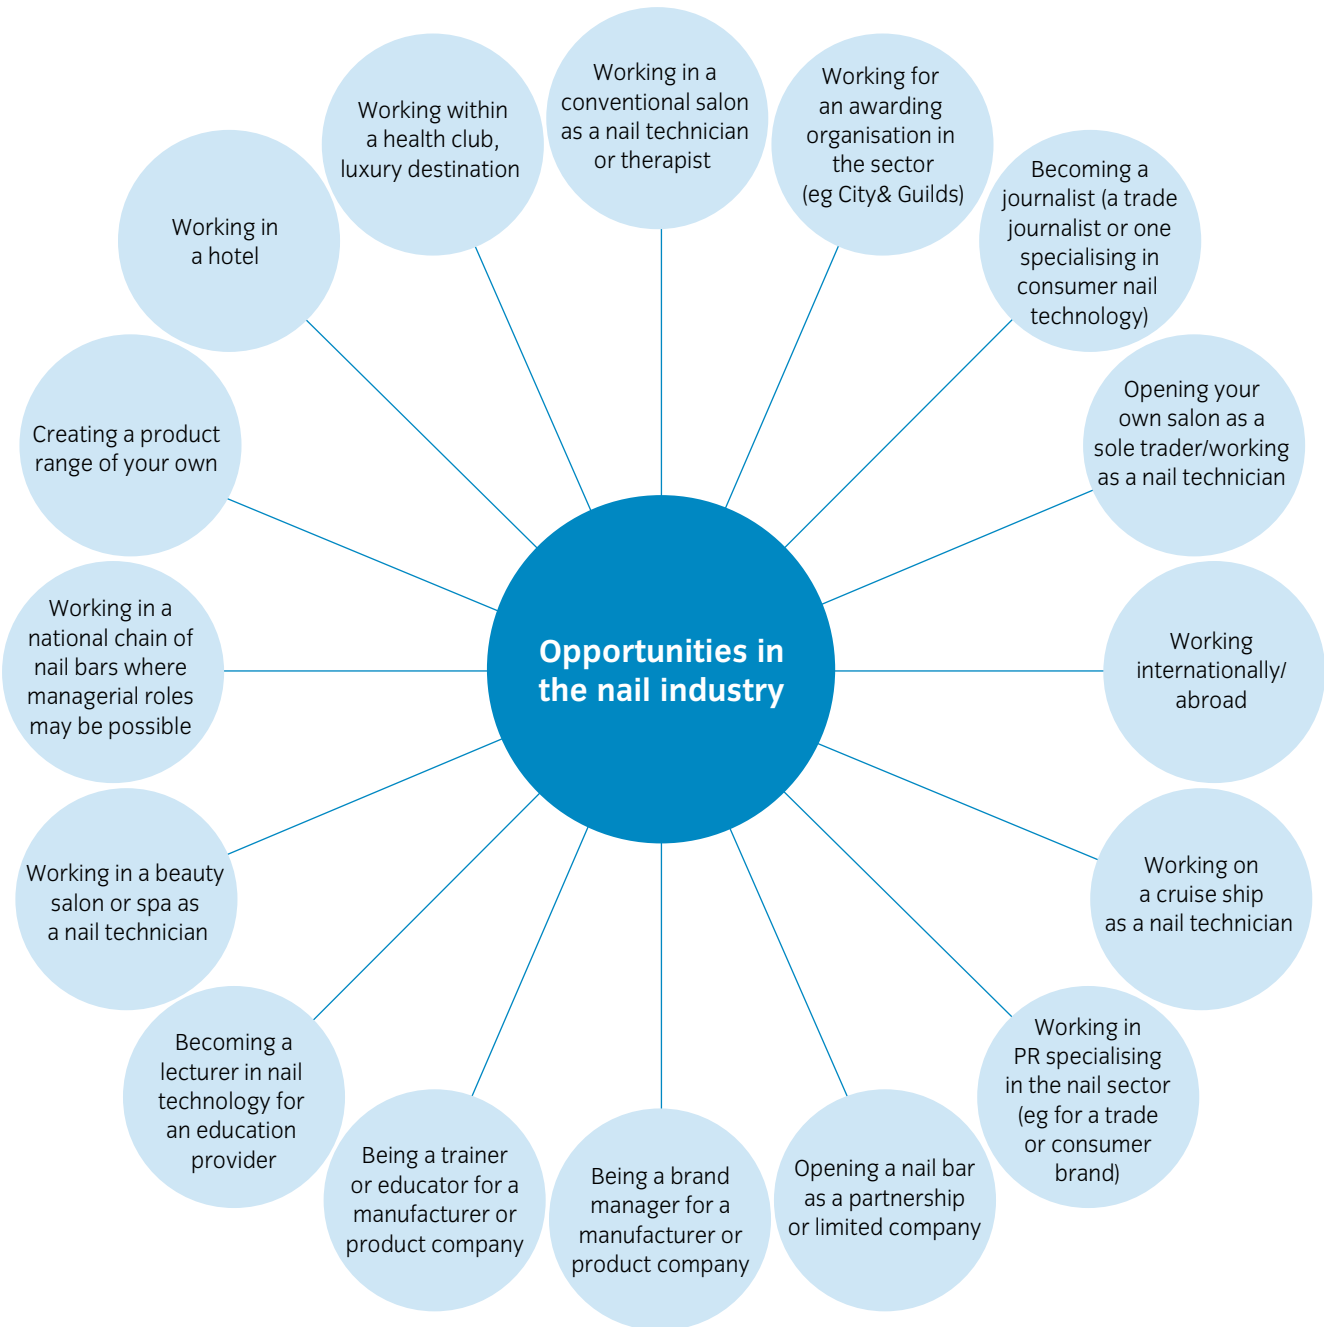 Opportunities in
the nail industry
Working in a
conventional salon
as a nail technician
or therapist
Working for
an awarding
organisation in
the sector
(eg City& Guilds)
Becoming a
journalist (a trade
journalist or one
specialising in
consumer nail
technology)
Opening your
own salon as a
sole trader/working
as a nail technician
Working
internationally/
abroad
Working on
a cruise ship
as a nail technician
Working in
PR specialising
in the nail sector
(eg for a trade
or consumer
brand)
Opening a nail bar
as a partnership
or limited company
Being a brand
manager for a
manufacturer or
product company
Being a trainer
or educator for a
manufacturer or
product company
Becoming a
lecturer in nail
technology for
an education
provider
Working in a beauty
salon or spa as
a nail technician
Working in a
national chain of
nail bars where
managerial roles
may be possible
Creating a product
range of your own
Working in
a hotel
Working within
a health club,
luxury destination